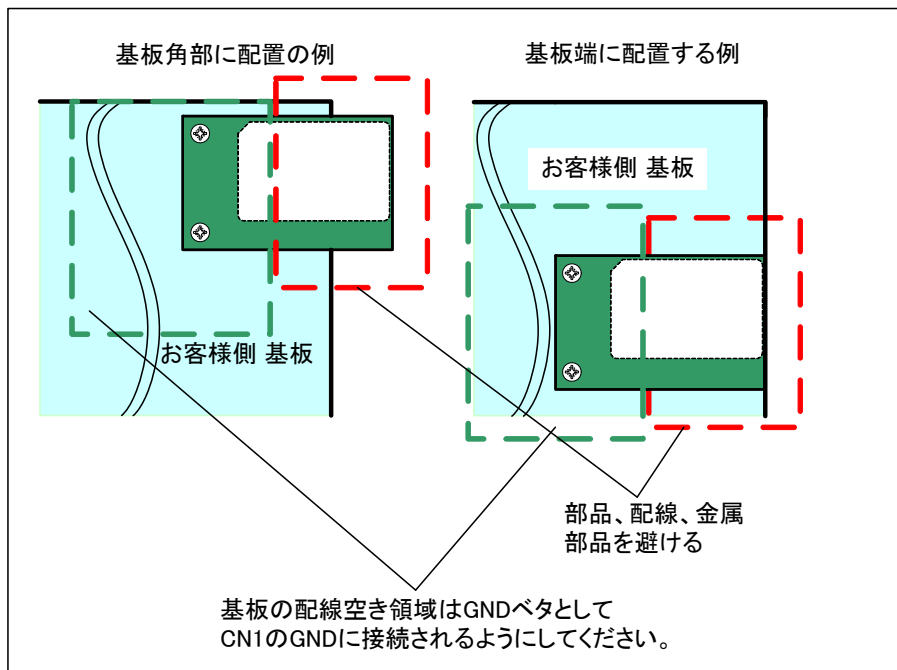 基板角部に配置の例
基板端に配置する例
お客様側 基板
お客様側 基板
部品、配線、金属
部品を避ける
基板の配線空き領域はGNDベタとして
CN1のGNDに接続されるようにしてください。